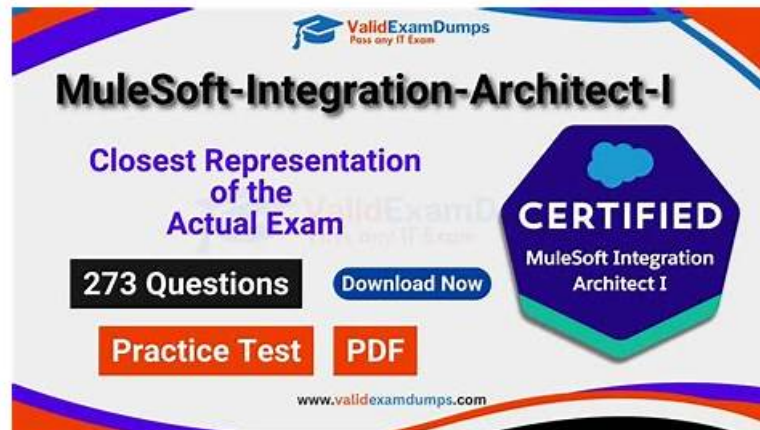 ValidExamDumps
Pass any IT Exam
MuleSoft-Integration-Architect-I
Closest Representation
of the
Actual Exam
273 Questions
Download Now
Practice Test
PDF
CERTIFIED
MuleSoft Integration
Architect I
www.validexamdumps.com